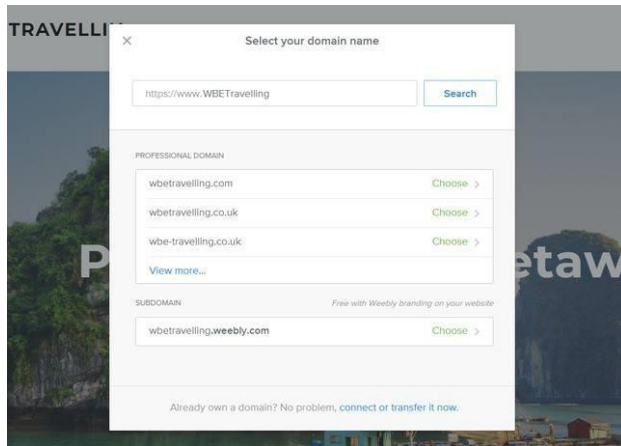 TRAVELLI
× Select your domain name
https://www.WBETravelling Search
PROFESSIONAL DOMAIN
wbetravelling.com Choose >
wbetravelling.co.uk Choose >
wbe-travelling.co.uk Choose >
View more...
P etaw
SUBDOMAIN Free with Weebly branding on your website
wbetravelling.weebly.com Choose >
Already own a domain? No problem, connect or transfer it now.